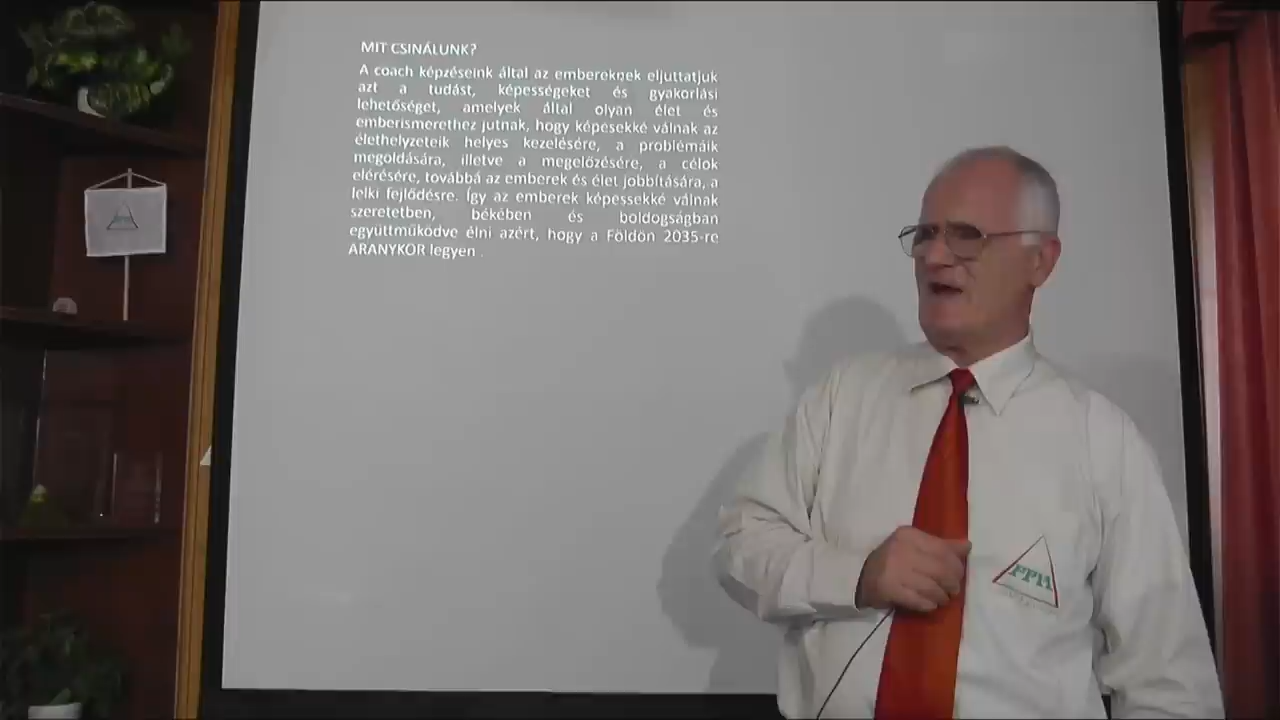 MIT CSINÁLUNK?
A coach képzéseink által az embereknek eljuttatjuk
azt a tudást, képességeket és gyakorlási
lehetőséget, amelyek által olyan élet és
emberismerethez jutnak, hogy képesekké válnak az
élethelyzeteik helyes kezelésére, a problémáik
megoldására, illetve a megelőzésére, a célok
elérésére, továbbá az emberek és élet jobbítására, a
lelki fejlődésre. Így az emberek képessekké válnak
szeretetben, békében és boldogságban
együttműködve élni azért, hogy a Földön 2035-re
ARANYKOR legyen .